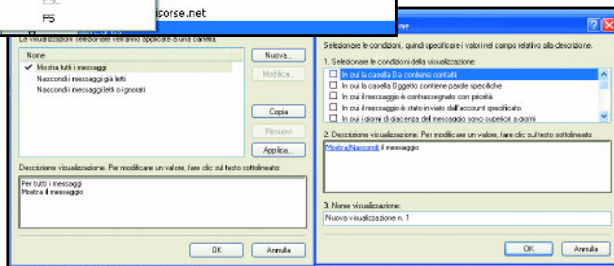 ESC
F5
isorse.net
Le visualizzazioni selezionate verranno applicate a una cartella.
Nome
Mostra tutti i messaggi
Nascondi i messaggi già letti
Nascondi i messaggi letti o ignorati
Nuova...
Modifica...
Copia
Rimuovi
Applica...
Descrizione visualizzazione. Per modificare un valore, fare clic sul testo sottolineato:
Per tutti i messaggi
Mostra il messaggio
OK
Annulla
ne
Selezionare le condizioni, quindi specificare i valori nel campo relativo alla descrizione.
1. Selezionare le condizioni della visualizzazione:
In cui la casella Da contiene contatti
In cui la casella Oggetto contiene parole specifiche
In cui il messaggio è contrassegnato con priorità
In cui il messaggio è stato inviato dall'account specificato
In cui i giorni di giacenza del messaggio sono superiori a giorni
2. Descrizione visualizzazione. Per modificare un valore, fare clic sul testo sottolineato:
Mostra/Nascondi il messaggio
3. Nome visualizzazione:
Nuova visualizzazione n. 1
OK
Annulla